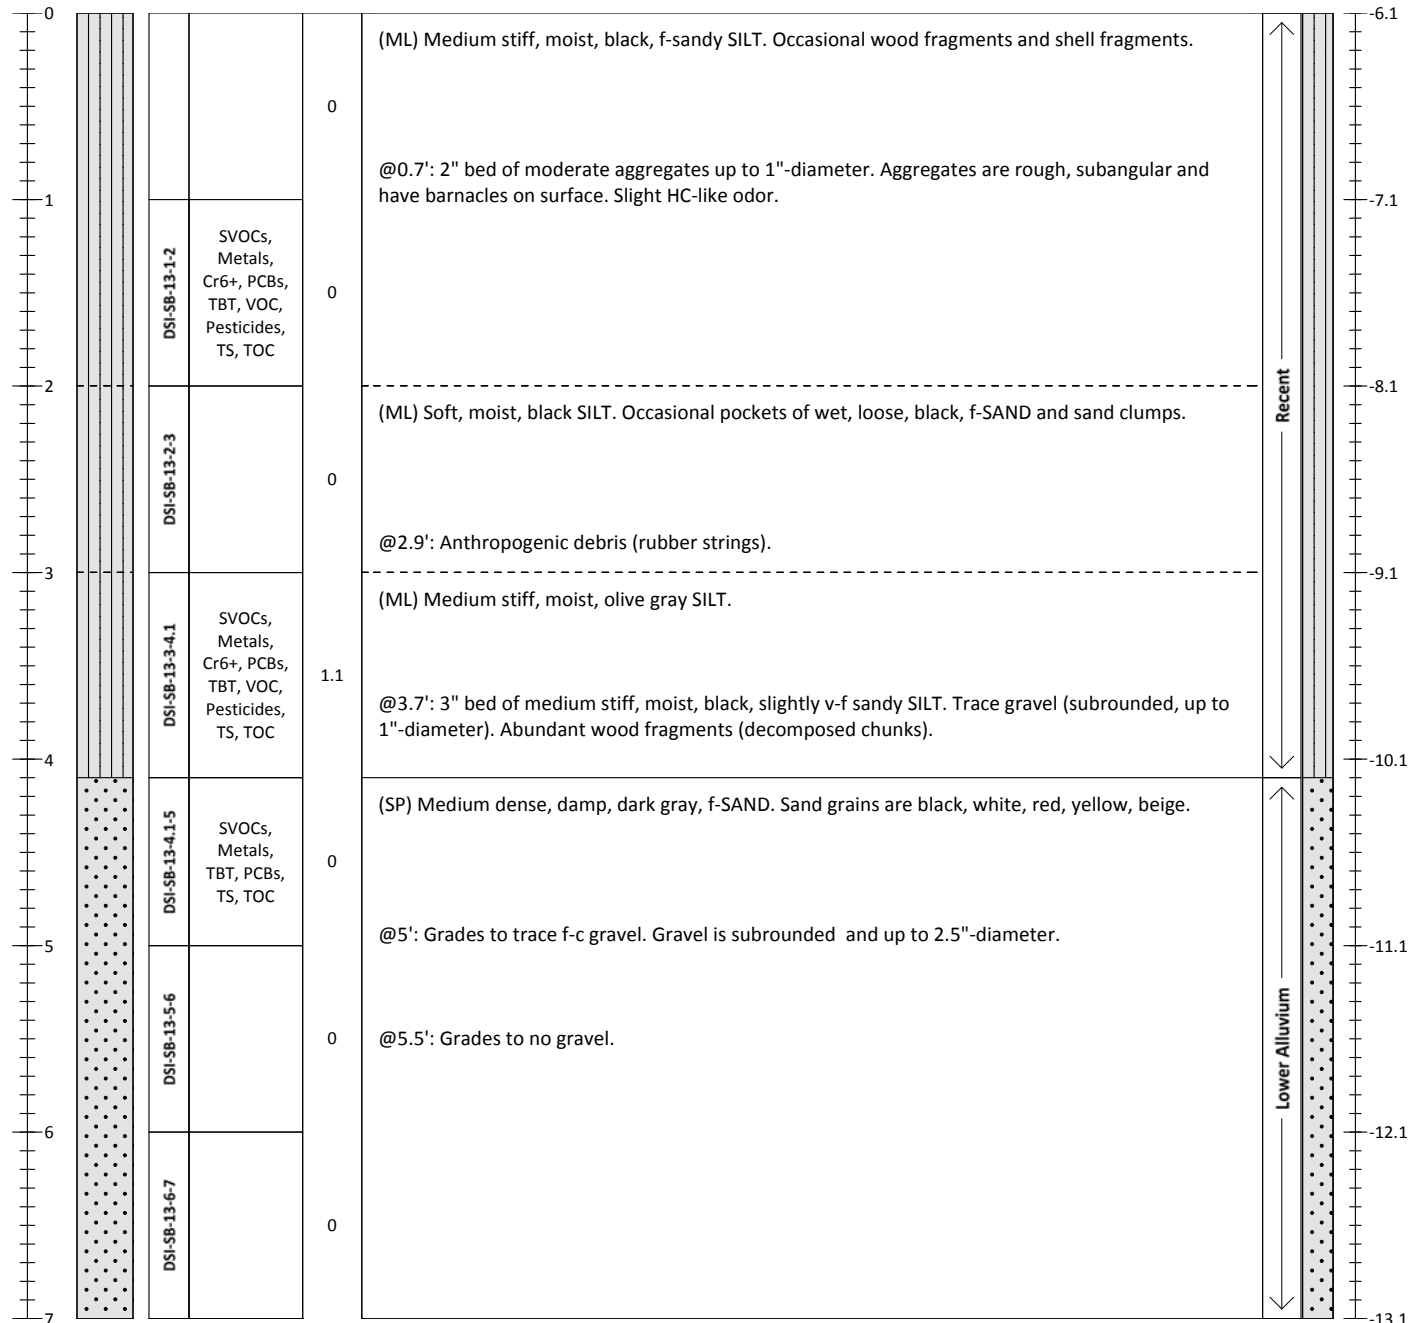 0
1
2
3
4
5
6
7
DSI-SB-13-1-2
DSI-SB-13-2-3
DSI-SB-13-3-4.1
DSI-SB-13-4.1-5
DSI-SB-13-5-6
DSI-SB-13-6-7
SVOCs,
Metals,
Cr6+, PCBs,
TBT, VOC,
Pesticides,
TS, TOC
SVOCs,
Metals,
Cr6+, PCBs,
TBT, VOC,
Pesticides,
TS, TOC
SVOCs,
Metals,
TBT, PCBs,
TS, TOC
0
0
0
1.1
0
0
0
(ML) Medium stiff, moist, black, f-sandy SILT. Occasional wood fragments and shell fragments.
@0.7': 2" bed of moderate aggregates up to 1"-diameter. Aggregates are rough, subangular and
have barnacles on surface. Slight HC-like odor.
(ML) Soft, moist, black SILT. Occasional pockets of wet, loose, black, f-SAND and sand clumps.
@2.9': Anthropogenic debris (rubber strings).
(ML) Medium stiff, moist, olive gray SILT.
@3.7': 3" bed of medium stiff, moist, black, slightly v-f sandy SILT. Trace gravel (subrounded, up to
1"-diameter). Abundant wood fragments (decomposed chunks).
(SP) Medium dense, damp, dark gray, f-SAND. Sand grains are black, white, red, yellow, beige.
@5': Grades to trace f-c gravel. Gravel is subrounded and up to 2.5"-diameter.
@5.5': Grades to no gravel.
Recent
Lower Alluvium
-6.1
-7.1
-8.1
-9.1
-10.1
-11.1
-12.1
-13.1